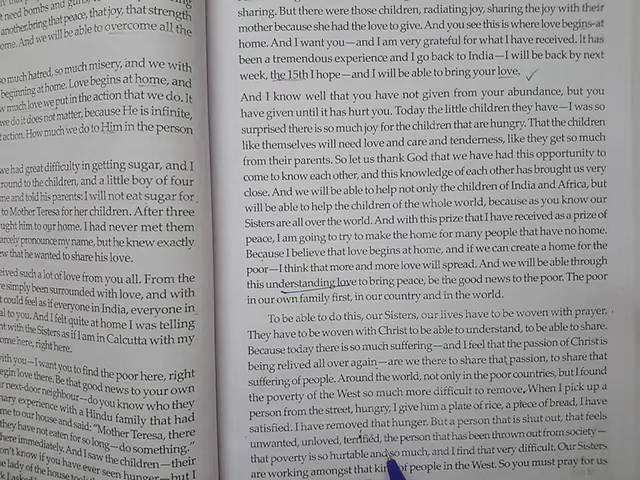 need bombs and gu
another, bring that peace, that joy, that strength
ome. And we will be able to overcome all the
so much hatred, so much misery, and we with
beginning at home. Love begins at home, and
w much love we put in the action that we do. It
we do it does not matter, because He is infinite,
t action. How much we do to Him in the person
we had great difficulty in getting sugar, and I
round to the children, and a little boy of four
me and told his parents: I will not eat sugar for
to Mother Teresa for her children. After three
ught him to our home. I had never met them
arcely pronounce my name, but he knew exactly
ew that he wanted to share his love.
eived such a lot of love from you all. From the
e simply been surrounded with love, and with
t could feel as if everyone in India, everyone in
al to you. And I felt quite at home I was telling
nt with the Sisters as if I am in Calcutta with my
ome here, right here.
with you—I want you to find the poor here, right
egin love there. Be that good news to your own
r next-door neighbour—do you know who they
nary experience with a Hindu family that had
me to our house and said: "Mother Teresa, there
they have not eaten for so long—do something."
there immediately. And I saw the children—their
on't know if you have ever seen hunger—but I
sharing. But there were those children, radiating joy, sharing the joy with their
mother because she had the love to give. And you see this is where love begins-at
home. And I want you—and I am very grateful for what I have received. It has
been a tremendous experience and I go back to India—I will be back by next
week, the 15th I hope—and I will be able to bring your love.
And I know well that you have not given from your abundance, but you
have given until it has hurt you. Today the little children they have—I was so
surprised there is so much joy for the children that are hungry. That the children
like themselves will need love and care and tenderness, like they get so much
from their parents. So let us thank God that we have had this opportunity to
come to know each other, and this knowledge of each other has brought us very
close. And we will be able to help not only the children of India and Africa, but
will be able to help the children of the whole world, because as you know our
Sisters are all over the world. And with this prize that I have received as a prize of
peace, I am going to try to make the home for many people that have no home.
Because I believe that love begins at home, and if we can create a home for the
poor—I think that more and more love will spread. And we will be able through
this understanding love to bring peace, be the good news to the poor. The poor
in our own family first, in our country and in the world.
To be able to do this, our Sisters, our lives have to be woven with prayer.
They have to be woven with Christ to be able to understand, to be able to share.
Because today there is so much suffering—and I feel that the passion of Christ is
being relived all over again—are we there to share that passion, to share that
suffering of people. Around the world, not only in the poor countries, but I found
the poverty of the West so much more difficult to remove. When I pick up a
person from the street, hungry, I give him a plate of rice, a piece of bread, I have
satisfied. I have removed that hunger. But a person that is shut out, that feels
unwanted, unloved, terrified, the person that has been thrown out from society—
that poverty is so hurtable and so much, and I find that very difficult. Our Sisters
are working amongst that kind of people in the West. So you must pray for us